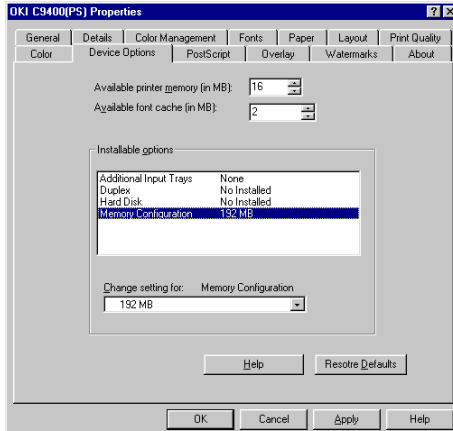 OKI C9400(PS) Properties
General Details Color Management Fonts Paper Layout Print Quality
Color Device Options PostScript Overlay Watermarks About
Available printer memory (in MB): 16
Available font cache (in MB): 2
Installable options
Additional Input Trays None
Duplex No Installed
Hard Disk No Installed
Memory Configuration 192 MB
Change setting for: Memory Configuration
192 MB
Help Resotre Defaults
OK Cancel Apply Help